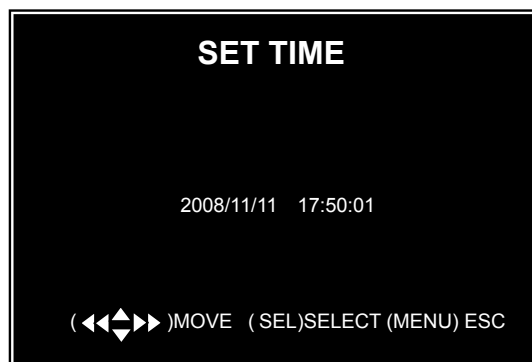 SET TIME
2008/11/11 17:50:01
( ◀◀▲▼▶▶ )MOVE ( SEL)SELECT (MENU) ESC